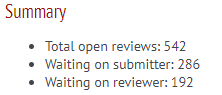 Summary
Total open reviews: 542
Waiting on submitter: 286
Waiting on reviewer: 192